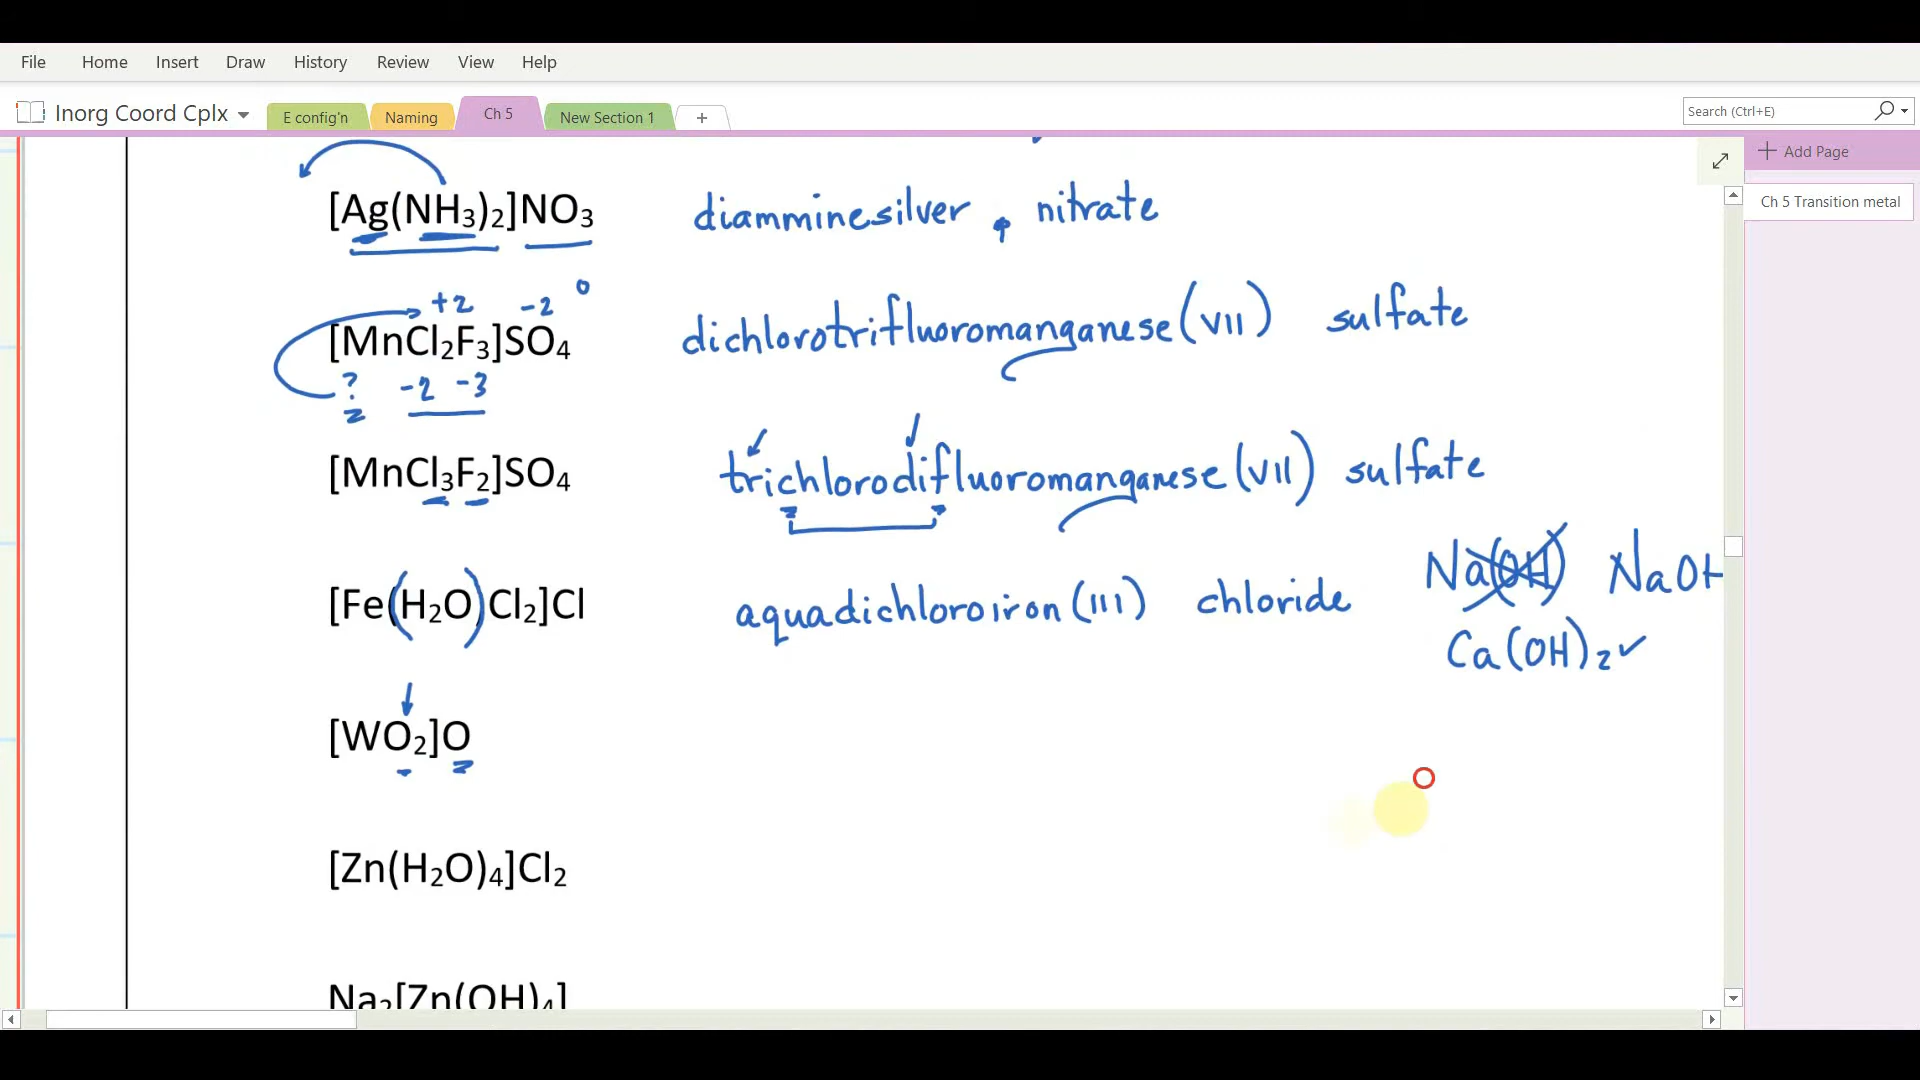 File Home Insert Draw History Review View Help
Inorg Coord Cplx E config'n Naming Ch 5 New Section 1 + Search (Ctrl+E)
+ Add Page
Ch 5 Transition metal
[Ag(NH₃)₂]NO₃ diamminesilver nitrate
+2 -2 0
[MnCl₂F₃]SO₄ dichlorotrifluoromanganese(VII) sulfate
? -2 -3
[MnCl₃F₂]SO₄ trichlorodifluoromanganese(VII) sulfate
Na(OH) NaOH
[Fe(H₂O)Cl₂]Cl aquadichloroiron(III) chloride
Ca(OH)₂ ✓
[WO₂]O
[Zn(H₂O)₄]Cl₂
Na₂[Zn(OH)₄]